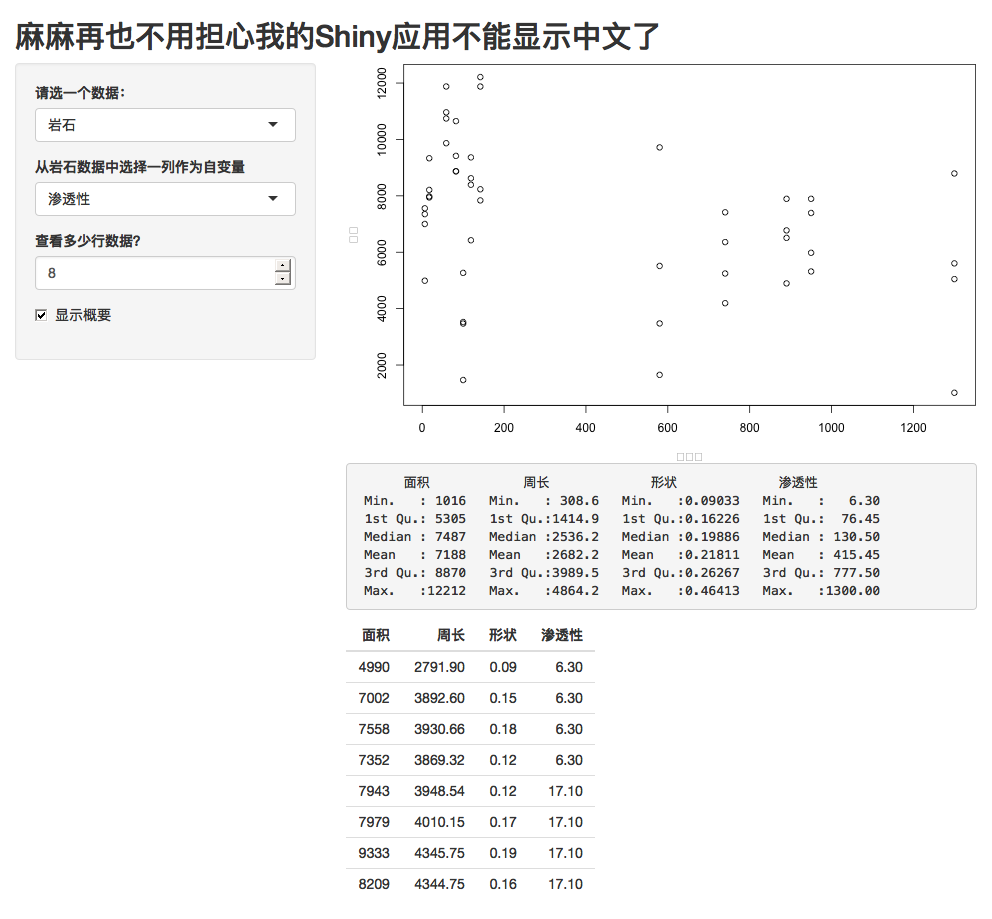 麻麻再也不用担心我的Shiny应用不能显示中文了
请选一个数据：
岩石
从岩石数据中选择一列作为自变量
渗透性
查看多少行数据?
8
显示概要
12000
10000
8000
6000
4000
2000
0 200 400 600 800 1000 1200
面积 周长 形状 渗透性
Min. : 1016 Min. : 308.6 Min. :0.09033 Min. : 6.30
1st Qu.: 5305 1st Qu.:1414.9 1st Qu.:0.16226 1st Qu.: 76.45
Median : 7487 Median :2536.2 Median :0.19886 Median : 130.50
Mean : 7188 Mean :2682.2 Mean :0.21811 Mean : 415.45
3rd Qu.: 8870 3rd Qu.:3989.5 3rd Qu.:0.26267 3rd Qu.: 777.50
Max. :12212 Max. :4864.2 Max. :0.46413 Max. :1300.00
面积 周长 形状 渗透性
4990 2791.90 0.09 6.30
7002 3892.60 0.15 6.30
7558 3930.66 0.18 6.30
7352 3869.32 0.12 6.30
7943 3948.54 0.12 17.10
7979 4010.15 0.17 17.10
9333 4345.75 0.19 17.10
8209 4344.75 0.16 17.10